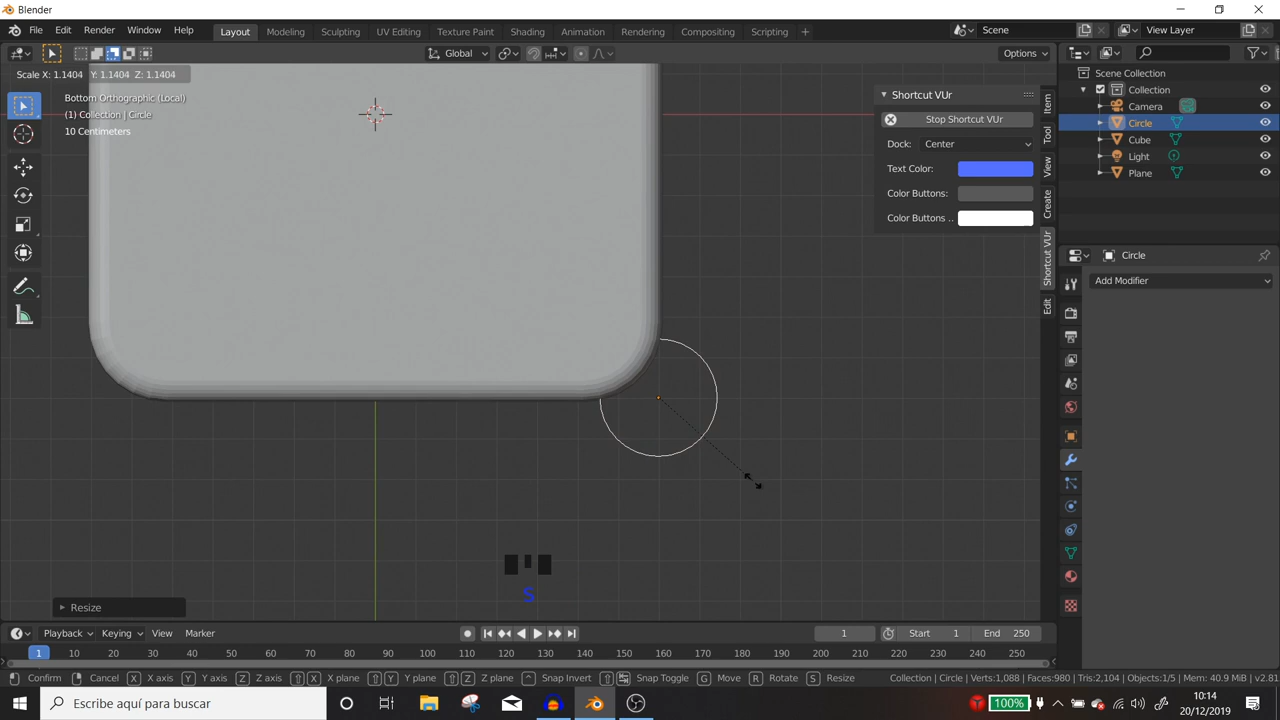 Blender
File Edit Render Window Help Layout Modeling Sculpting UV Editing Texture Paint Shading Animation Rendering Compositing Scripting + Scene View Layer
Global Options
Scale X: 1.1404 Y: 1.1404 Z: 1.1404
Bottom Orthographic (Local)
(1) Collection | Circle
10 Centimeters
Shortcut VUr
Stop Shortcut VUr
Dock: Center
Text Color:
Color Buttons:
Color Buttons ..
Item
Tool
View
Create
Shortcut VUr
Edit
Scene Collection
Collection
Camera
Circle
Cube
Light
Plane
Circle
Add Modifier
S
Resize
Playback Keying View Marker 1 Start 1 End 250
1 10 20 30 40 50 60 70 80 90 100 110 120 130 140 150 160 170 180 190 200 210 220 230 240 250
Confirm Cancel X X axis Y Y axis Z Z axis X X plane Y Y plane Z Z plane Snap Invert Snap Toggle G Move R Rotate S Resize Collection | Circle | Verts:1,088 | Faces:980 | Tris:2,104 | Objects:1/5 | Mem: 40.9 MiB | v2.81
Escribe aquí para buscar 100% 10:14
20/12/2019